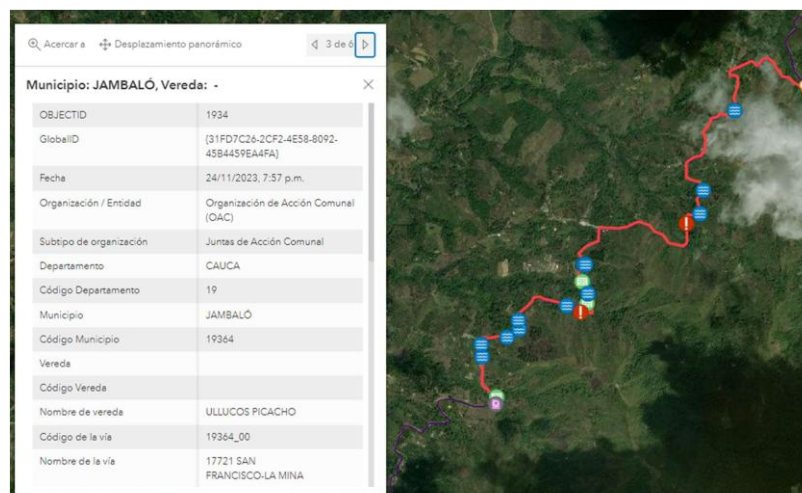 Acercar a Desplazamiento panorámico 3 de 6
Municipio: JAMBALÓ, Vereda: -
OBJECTID 1934
GlobalID {31FD7C26-2CF2-4E58-8092-
45B4459EA4FA}
Fecha 24/11/2023, 7:57 p.m.
Organización / Entidad Organización de Acción Comunal
(OAC)
Subtipo de organización Juntas de Acción Comunal
Departamento CAUCA
Código Departamento 19
Municipio JAMBALÓ
Código Municipio 19364
Vereda
Código Vereda
Nombre de vereda ULLUCOS PICACHO
Código de la vía 19364_00
Nombre de la vía 17721 SAN
FRANCISCO-LA MINA